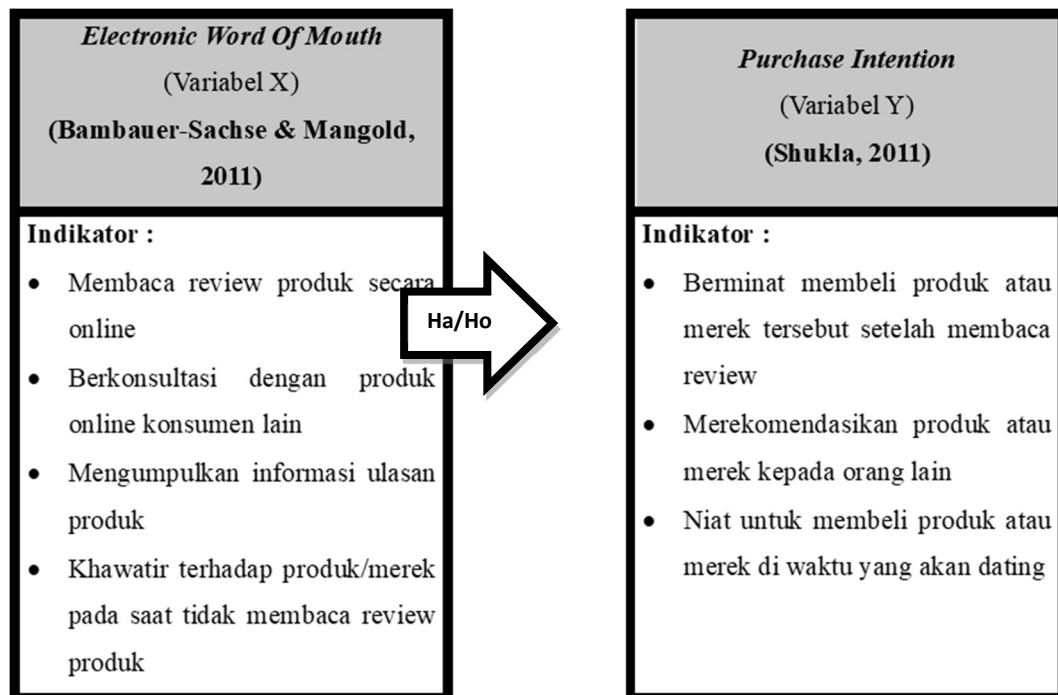 Electronic Word Of Mouth
(Variabel X)
(Bambauer-Sachse & Mangold,
2011)
Indikator :
• Membaca review produk secara
online
• Berkonsultasi dengan produk
online konsumen lain
• Mengumpulkan informasi ulasan
produk
• Khawatir terhadap produk/merek
pada saat tidak membaca review
produk
Ha/Ho
Purchase Intention
(Variabel Y)
(Shukla, 2011)
Indikator :
• Berminat membeli produk atau
merek tersebut setelah membaca
review
• Merekomendasikan produk atau
merek kepada orang lain
• Niat untuk membeli produk atau
merek di waktu yang akan dating